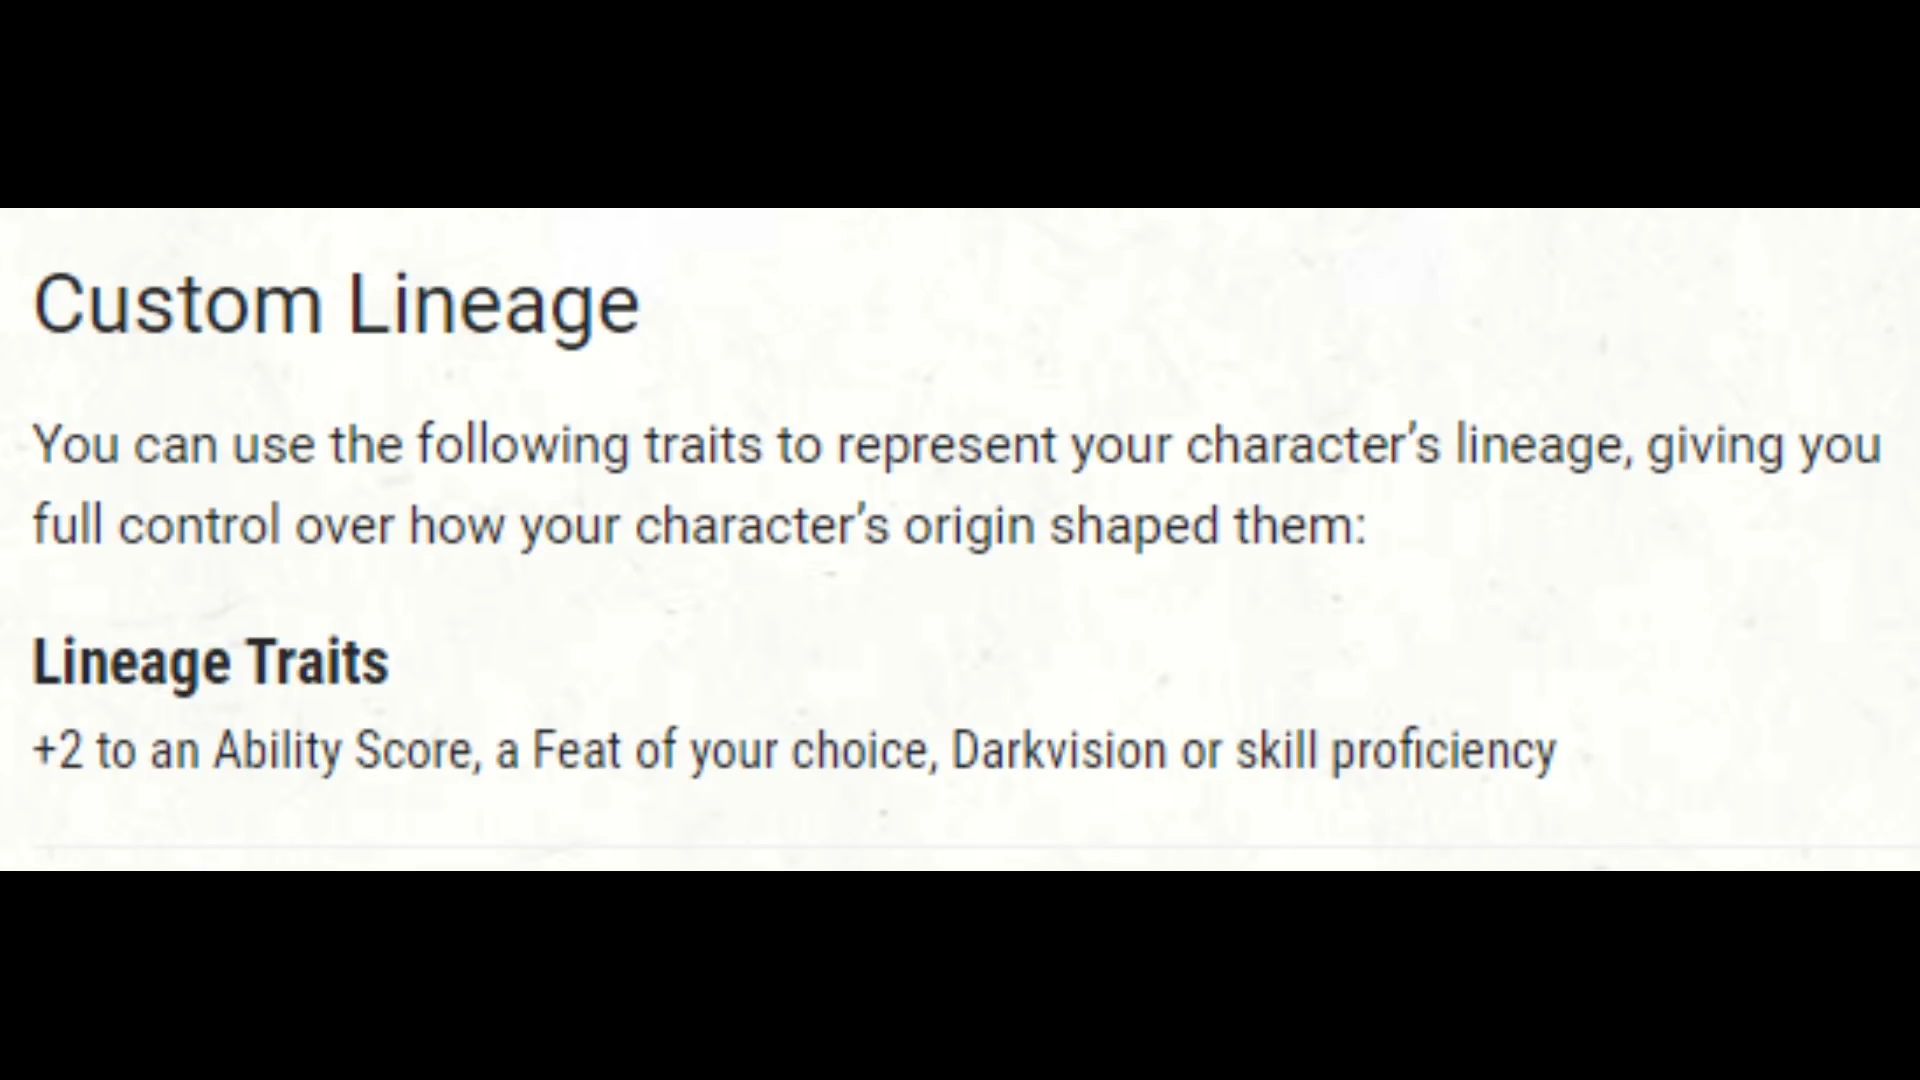 Custom Lineage
You can use the following traits to represent your character’s lineage, giving you
full control over how your character’s origin shaped them:
Lineage Traits
+2 to an Ability Score, a Feat of your choice, Darkvision or skill proficiency